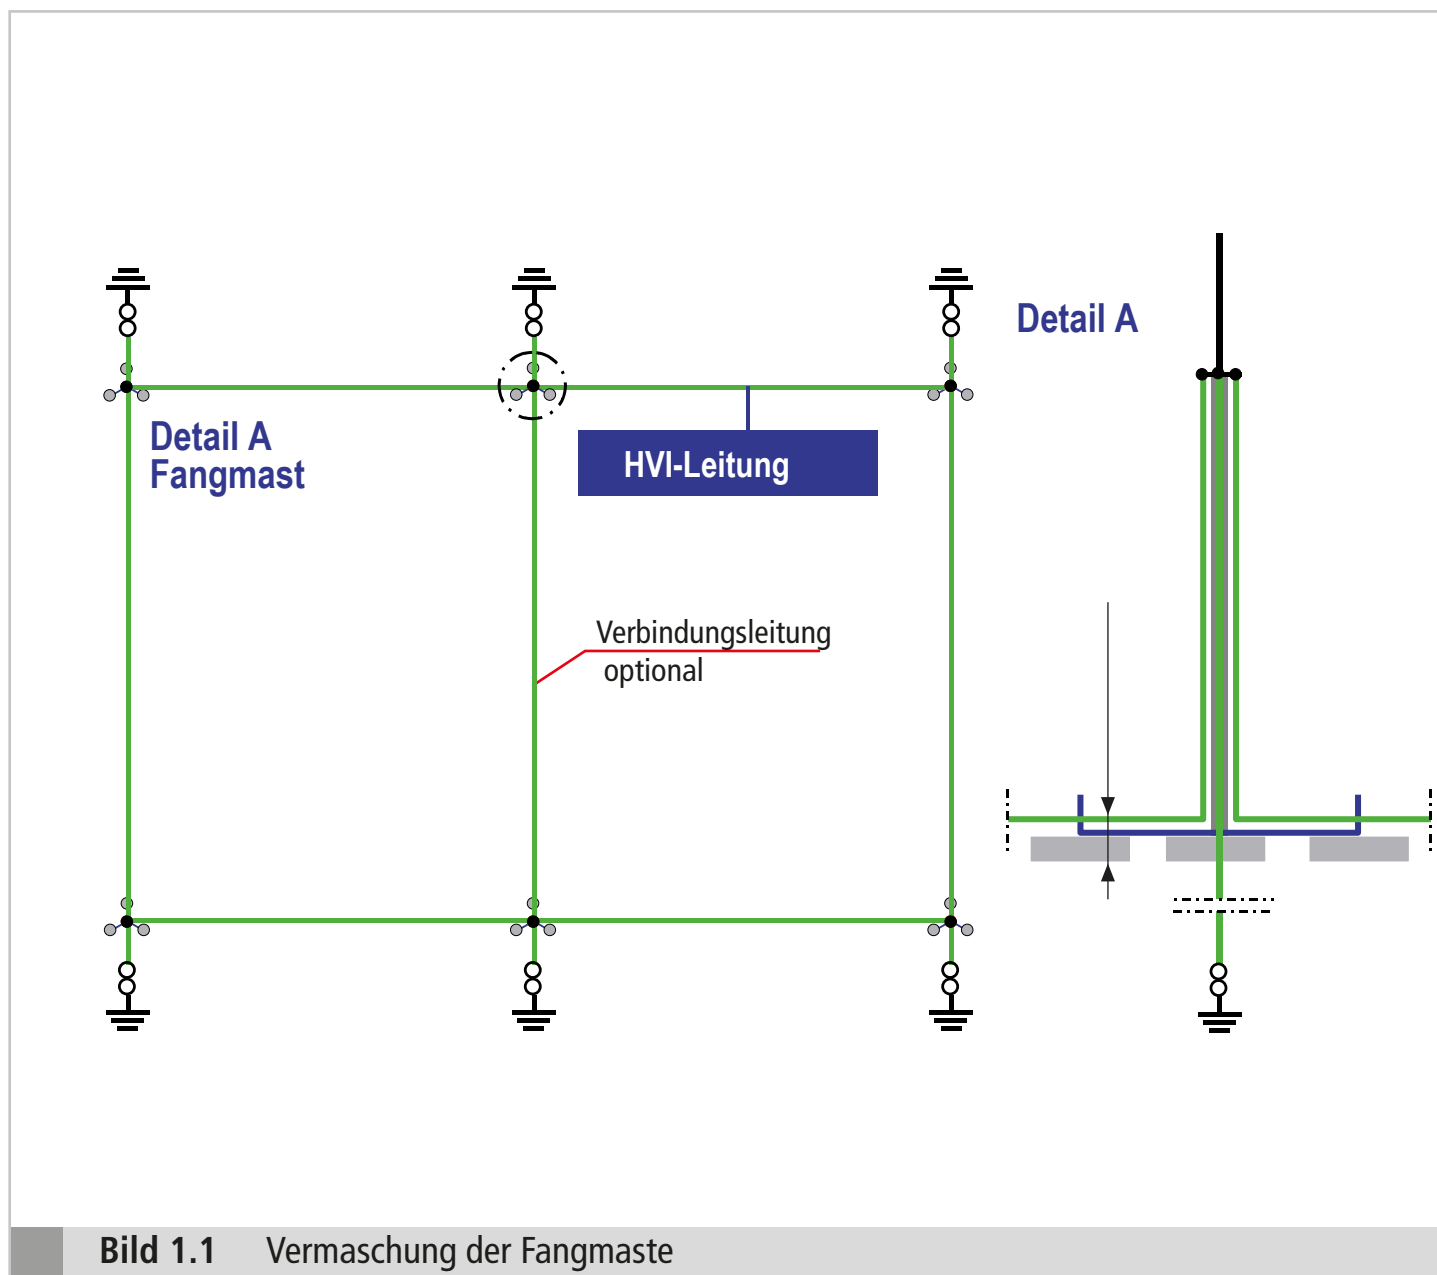 Detail A
Detail A
Fangmast
HVI-Leitung
Verbindungsleitung
optional
Bild 1.1 Vermaschung der Fangmaste